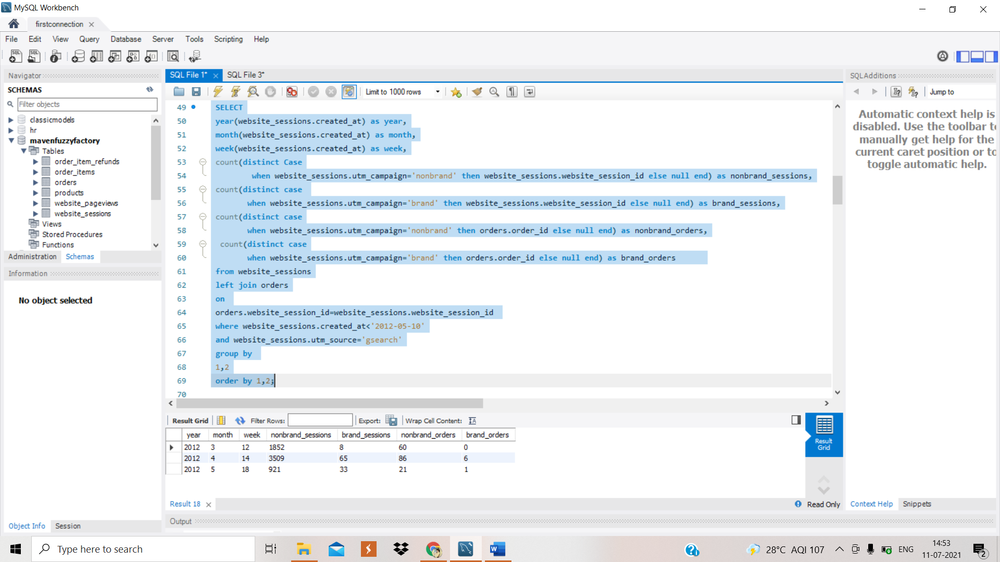 MySQL Workbench
firstconnection
File Edit View Query Database Server Tools Scripting Help
Navigator
SCHEMAS
Filter objects
classicmodels
hr
mavenfuzzyfactory
Tables
order_item_refunds
order_items
orders
products
website_pageviews
website_sessions
Views
Stored Procedures
Functions
Administration Schemas
Information
No object selected
Object Info Session
SQL File 1* SQL File 3*
Limit to 1000 rows
49 SELECT
50 year(website_sessions.created_at) as year,
51 month(website_sessions.created_at) as month,
52 week(website_sessions.created_at) as week,
53 count(distinct Case
54 when website_sessions.utm_campaign='nonbrand' then website_sessions.website_session_id else null end) as nonbrand_sessions,
55 count(distinct case
56 when website_sessions.utm_campaign='brand' then website_sessions.website_session_id else null end) as brand_sessions,
57 count(distinct case
58 when website_sessions.utm_campaign='nonbrand' then orders.order_id else null end) as nonbrand_orders,
59 count(distinct case
60 when website_sessions.utm_campaign='brand' then orders.order_id else null end) as brand_orders
61 from website_sessions
62 left join orders
63 on
64 orders.website_session_id=website_sessions.website_session_id
65 where website_sessions.created_at<'2012-05-10'
66 and website_sessions.utm_source='gsearch'
67 group by
68 1,2
69 order by 1,2;
70
Result Grid Filter Rows: Export: Wrap Cell Content:
year month week nonbrand_sessions brand_sessions nonbrand_orders brand_orders
2012 3 12 1852 8 60 0
2012 4 14 3509 65 86 6
2012 5 18 921 33 21 1
Result
Grid
Result 18
Read Only
Output
SQLAdditions
Jump to
Automatic context help is
disabled. Use the toolbar to
manually get help for the
current caret position or to
toggle automatic help.
Context Help Snippets
Type here to search
28°C AQI 107
ENG
14:53
11-07-2021
2